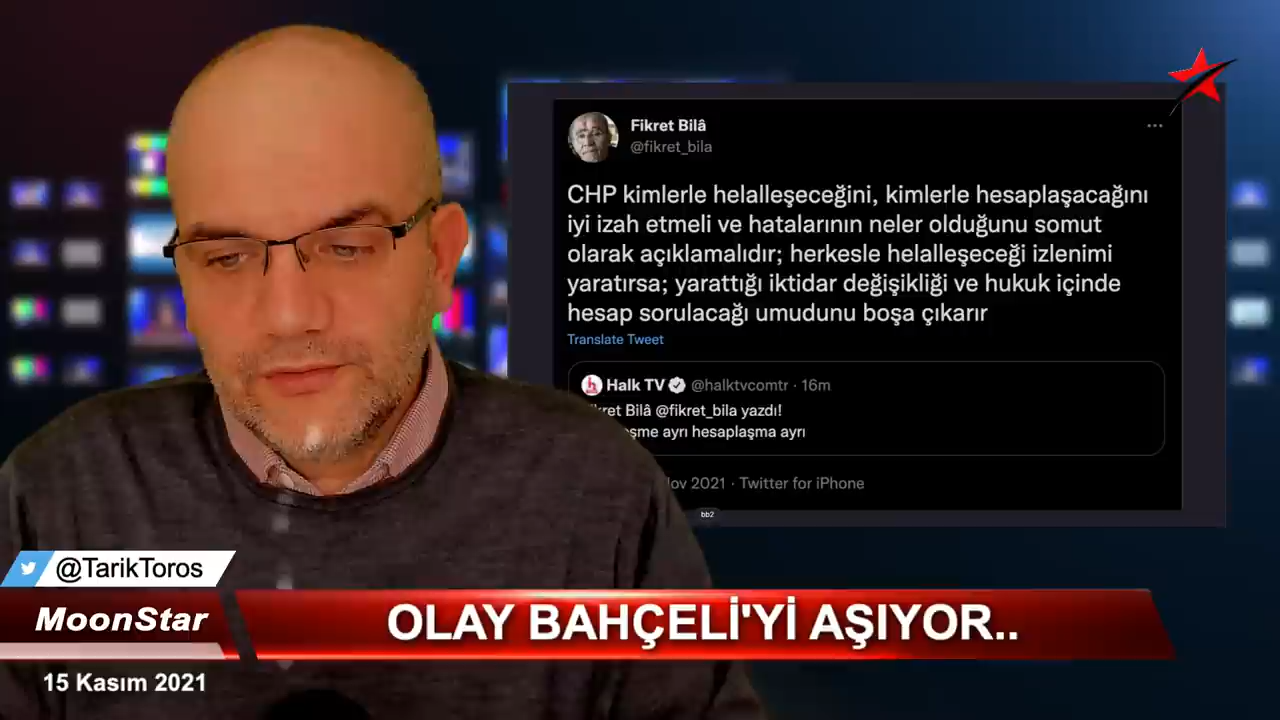 Fikret Bilâ
@fikret_bila
CHP kimlerle helalleşeceğini, kimlerle hesaplaşacağını
iyi izah etmeli ve hatalarının neler olduğunu somut
olarak açıklamalıdır; herkesle helalleşeceği izlenimi
yaratırsa; yarattığı iktidar değişikliği ve hukuk içinde
hesap sorulacağı umudunu boşa çıkarır
Translate Tweet
Halk TV @halktvcomtr · 16m
Bilâ @fikret_bila yazdı!
ayrı hesaplaşma ayrı
2021 · Twitter for iPhone
bb2
@TarikToros
MoonStar
OLAY BAHÇELİ'Yİ AŞIYOR..
15 Kasım 2021